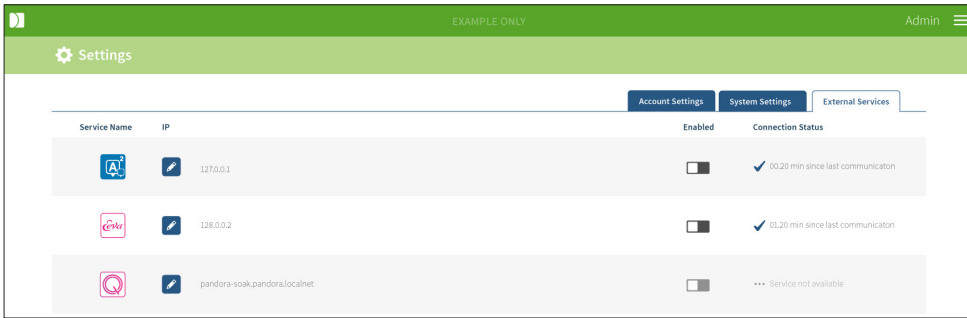 EXAMPLE ONLY
Admin
Settings
Account Settings System Settings External Services
Service Name IP Enabled Connection Status
A2 127.0.0.1 00.20 min since last communicaton
eeva 128.0.0.2 01.20 min since last communicaton
Q pandora-soak.pandora.localnet Service not available